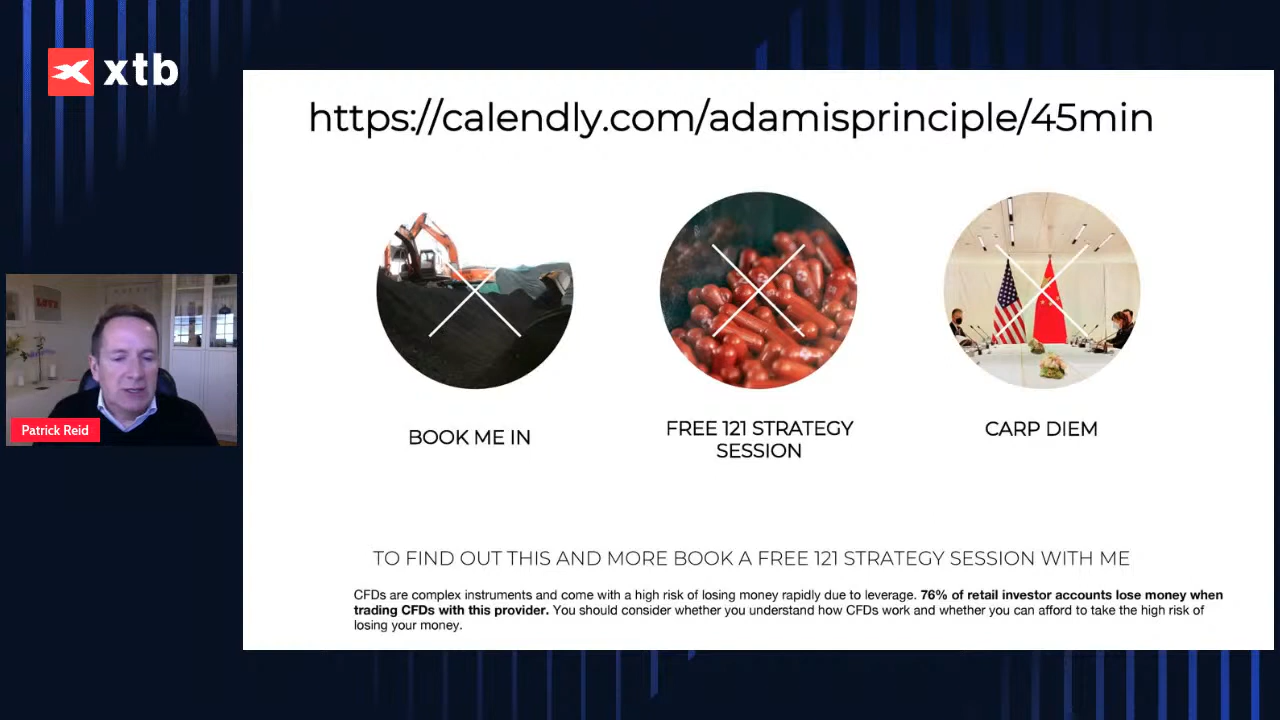 xtb
https://calendly.com/adamisprinciple/45min
BOOK ME IN
FREE 121 STRATEGY
SESSION
CARP DIEM
Patrick Reid
TO FIND OUT THIS AND MORE BOOK A FREE 121 STRATEGY SESSION WITH ME
CFDs are complex instruments and come with a high risk of losing money rapidly due to leverage. 76% of retail investor accounts lose money when
trading CFDs with this provider. You should consider whether you understand how CFDs work and whether you can afford to take the high risk of
losing your money.